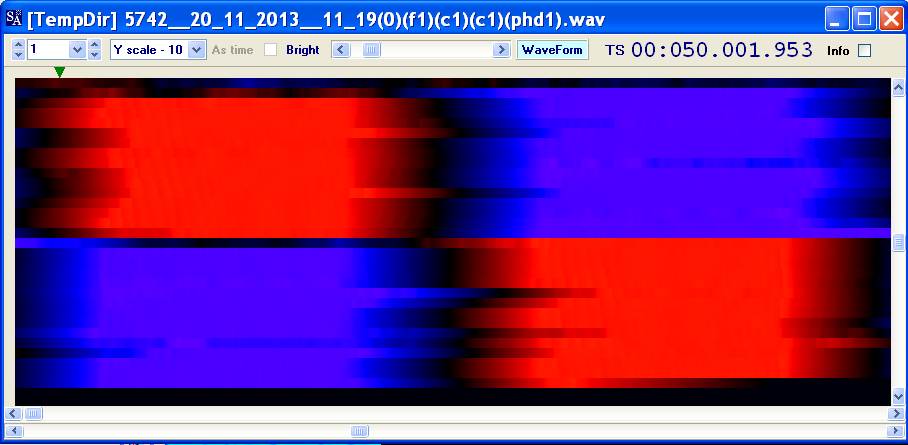 SA [TempDir] 5742__20_11_2013__11_19(0)(f1)(c1)(c1)(phd1).wav
1 Y scale - 10 As time Bright WaveForm TS 00:050.001.953 Info